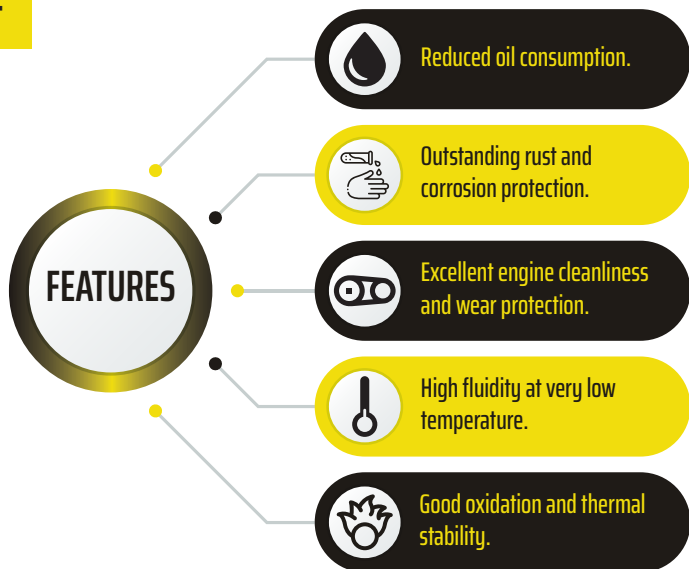 FEATURES
Reduced oil consumption.
Outstanding rust and
corrosion protection.
Excellent engine cleanliness
and wear protection.
High fluidity at very low
temperature.
Good oxidation and thermal
stability.